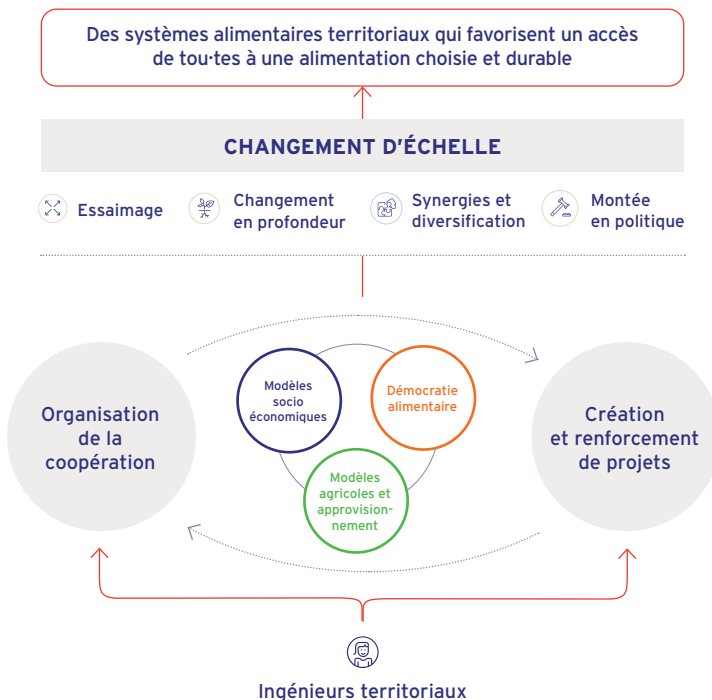 Des systèmes alimentaires territoriaux qui favorisent un accès
de tou·tes à une alimentation choisie et durable
CHANGEMENT D'ÉCHELLE
Essaimage
Changement
en profondeur
Synergies et
diversification
Montée
en politique
Organisation
de la
coopération
Modèles
socio
économiques
Démocratie
alimentaire
Modèles
agricoles et
approvision-
nement
Création
et renforcement
de projets
Ingénieurs territoriaux